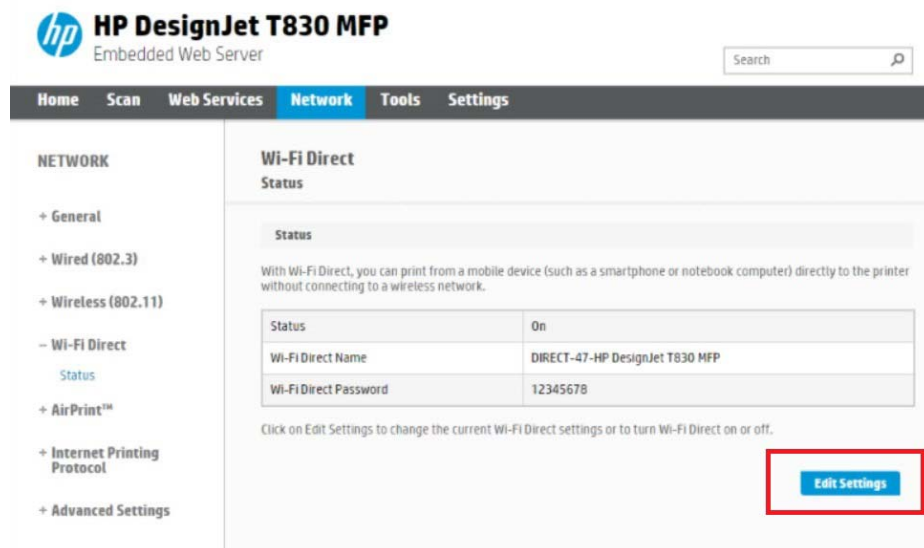 hp
HP DesignJet T830 MFP
Embedded Web Server
Search
Home Scan Web Services Network Tools Settings
NETWORK
+ General
+ Wired (802.3)
+ Wireless (802.11)
– Wi-Fi Direct
Status
+ AirPrint™
+ Internet Printing
Protocol
+ Advanced Settings
Wi-Fi Direct
Status
Status
With Wi-Fi Direct, you can print from a mobile device (such as a smartphone or notebook computer) directly to the printer
without connecting to a wireless network.
Status On
Wi-Fi Direct Name DIRECT-47-HP DesignJet T830 MFP
Wi-Fi Direct Password 12345678
Click on Edit Settings to change the current Wi-Fi Direct settings or to turn Wi-Fi Direct on or off.
Edit Settings